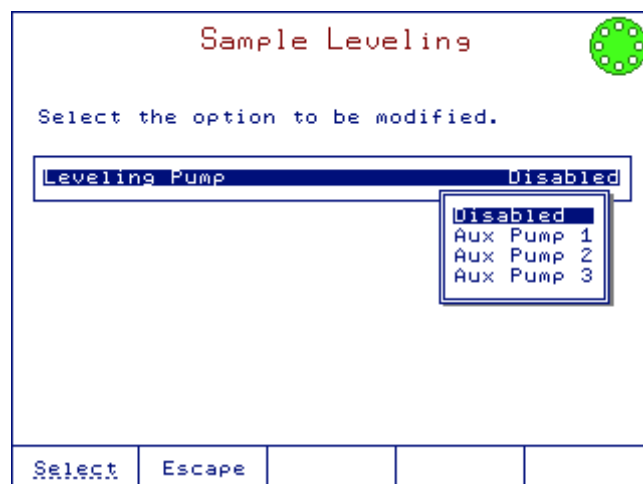 Sample Leveling
Select the option to be modified.
Leveling Pump Disabled
Disabled
Aux Pump 1
Aux Pump 2
Aux Pump 3
Select Escape